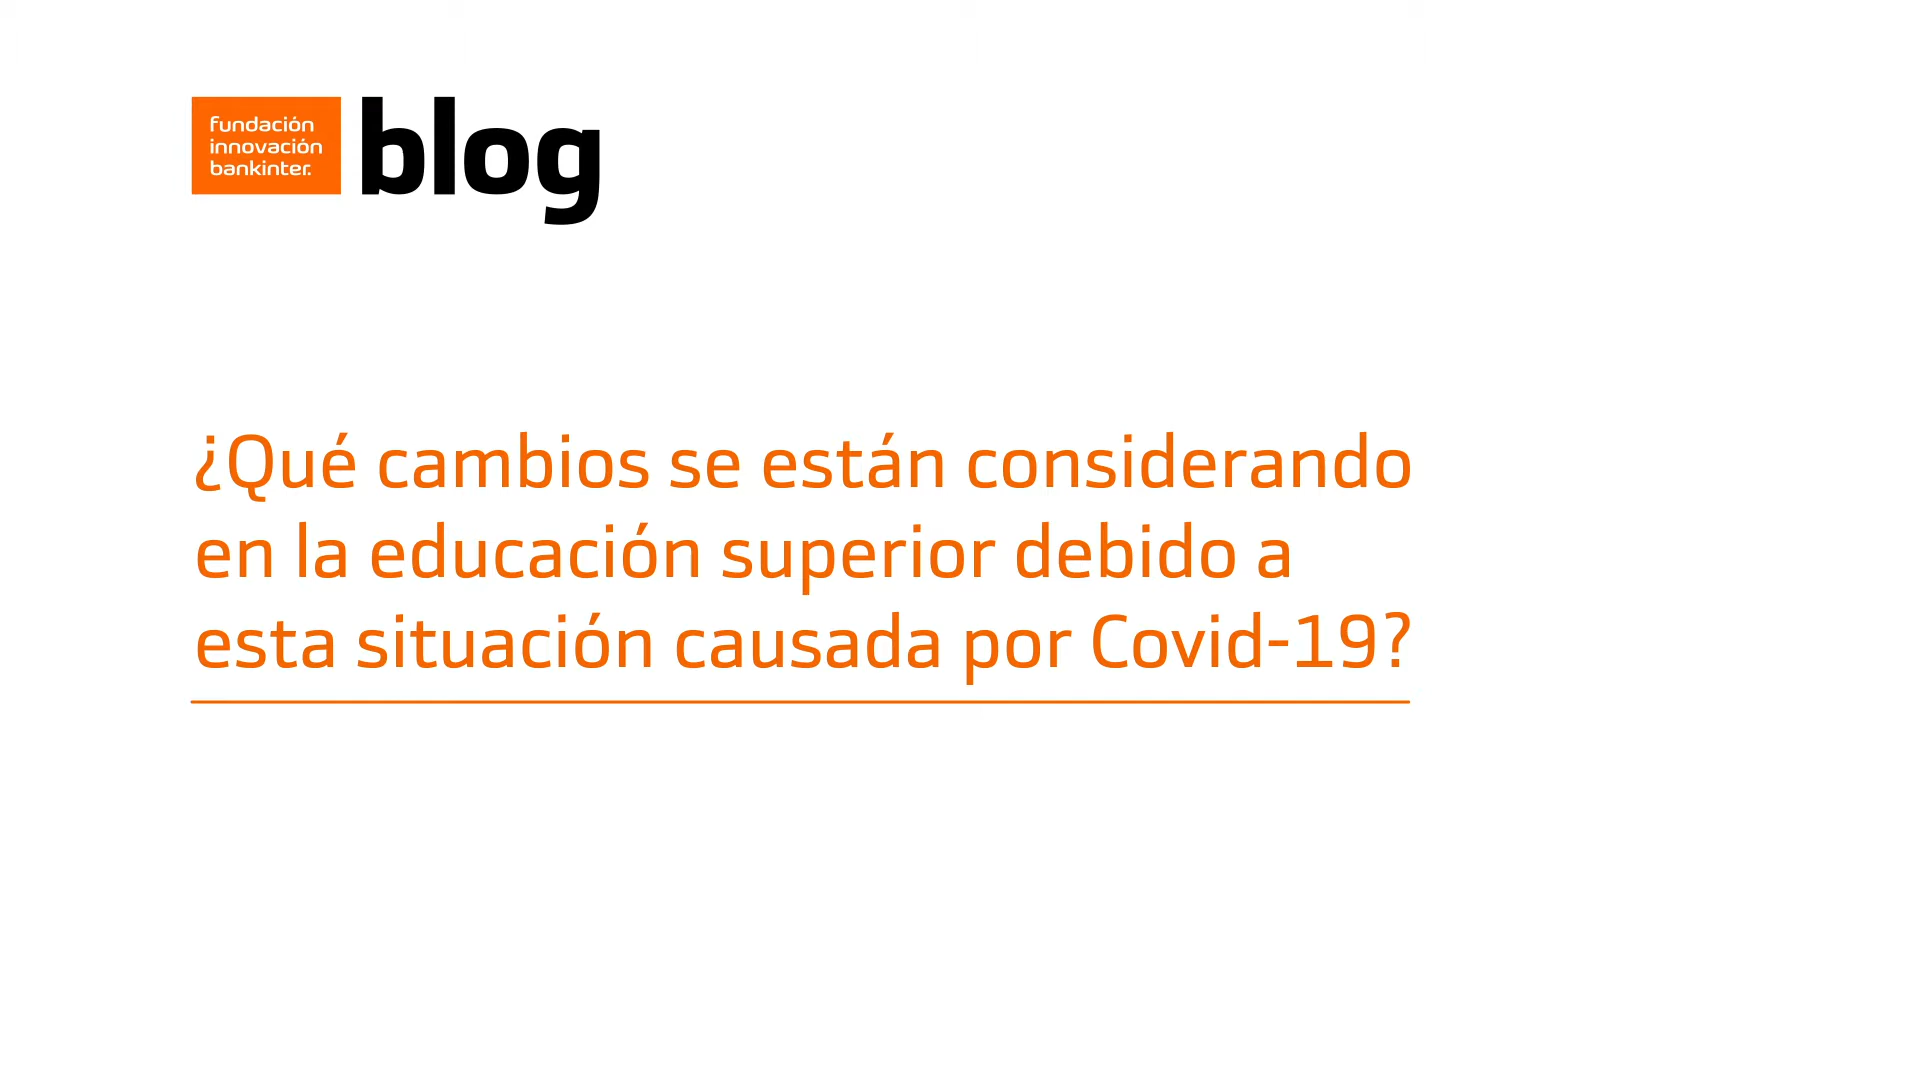 fundación
innovación
bankinter.
blog
¿Qué cambios se están considerando
en la educación superior debido a
esta situación causada por Covid-19?